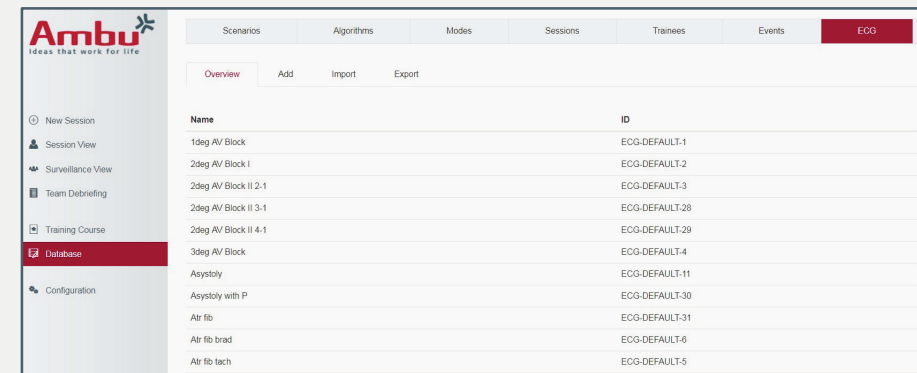 Ambu
Ideas that work for life
Scenarios Algorithms Modes Sessions Trainees Events ECG
Overview Add Import Export
New Session
Session View
Surveillance View
Team Debriefing
Training Course
Database
Configuration
Name ID
1deg AV Block ECG-DEFAULT-1
2deg AV Block I ECG-DEFAULT-2
2deg AV Block II 2-1 ECG-DEFAULT-3
2deg AV Block II 3-1 ECG-DEFAULT-28
2deg AV Block II 4-1 ECG-DEFAULT-29
3deg AV Block ECG-DEFAULT-4
Asystoly ECG-DEFAULT-11
Asystoly with P ECG-DEFAULT-30
Atr fib ECG-DEFAULT-31
Atr fib brad ECG-DEFAULT-6
Atr fib tach ECG-DEFAULT-5